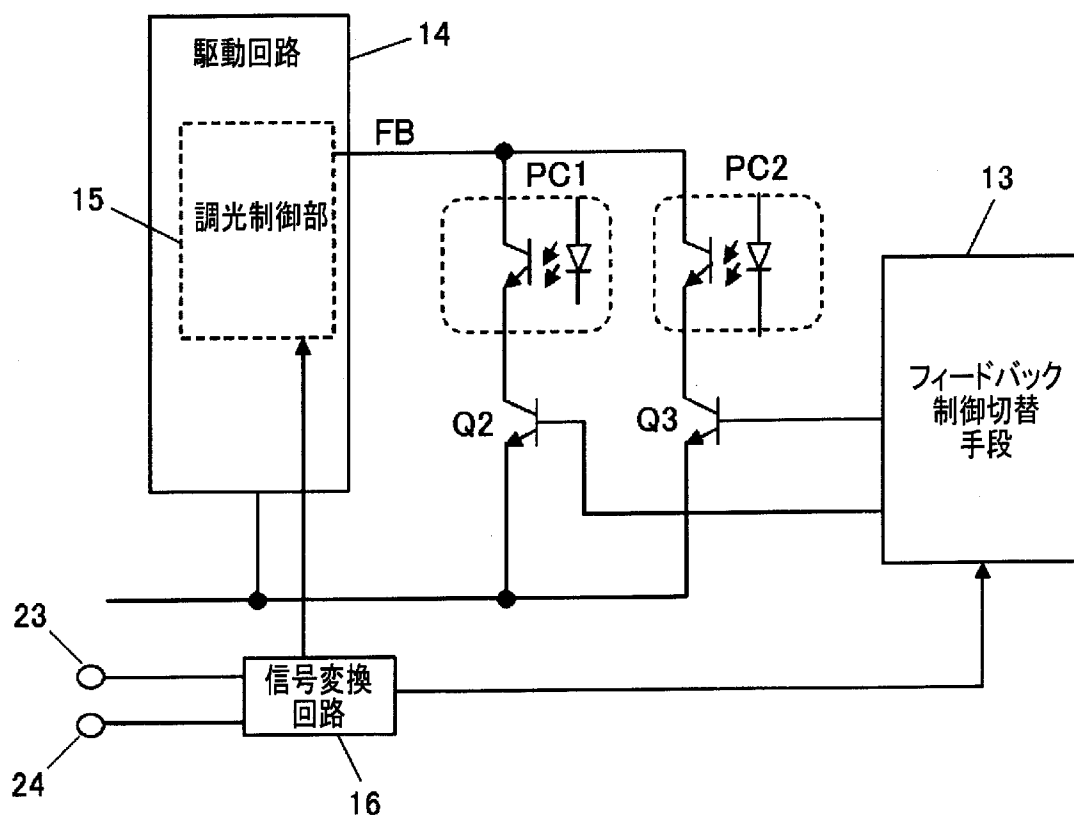 駆動回路
14
FB
PC1
PC2
13
15
調光制御部
フィードバック
制御切替
手段
Q2
Q3
23
信号変換
回路
24
16